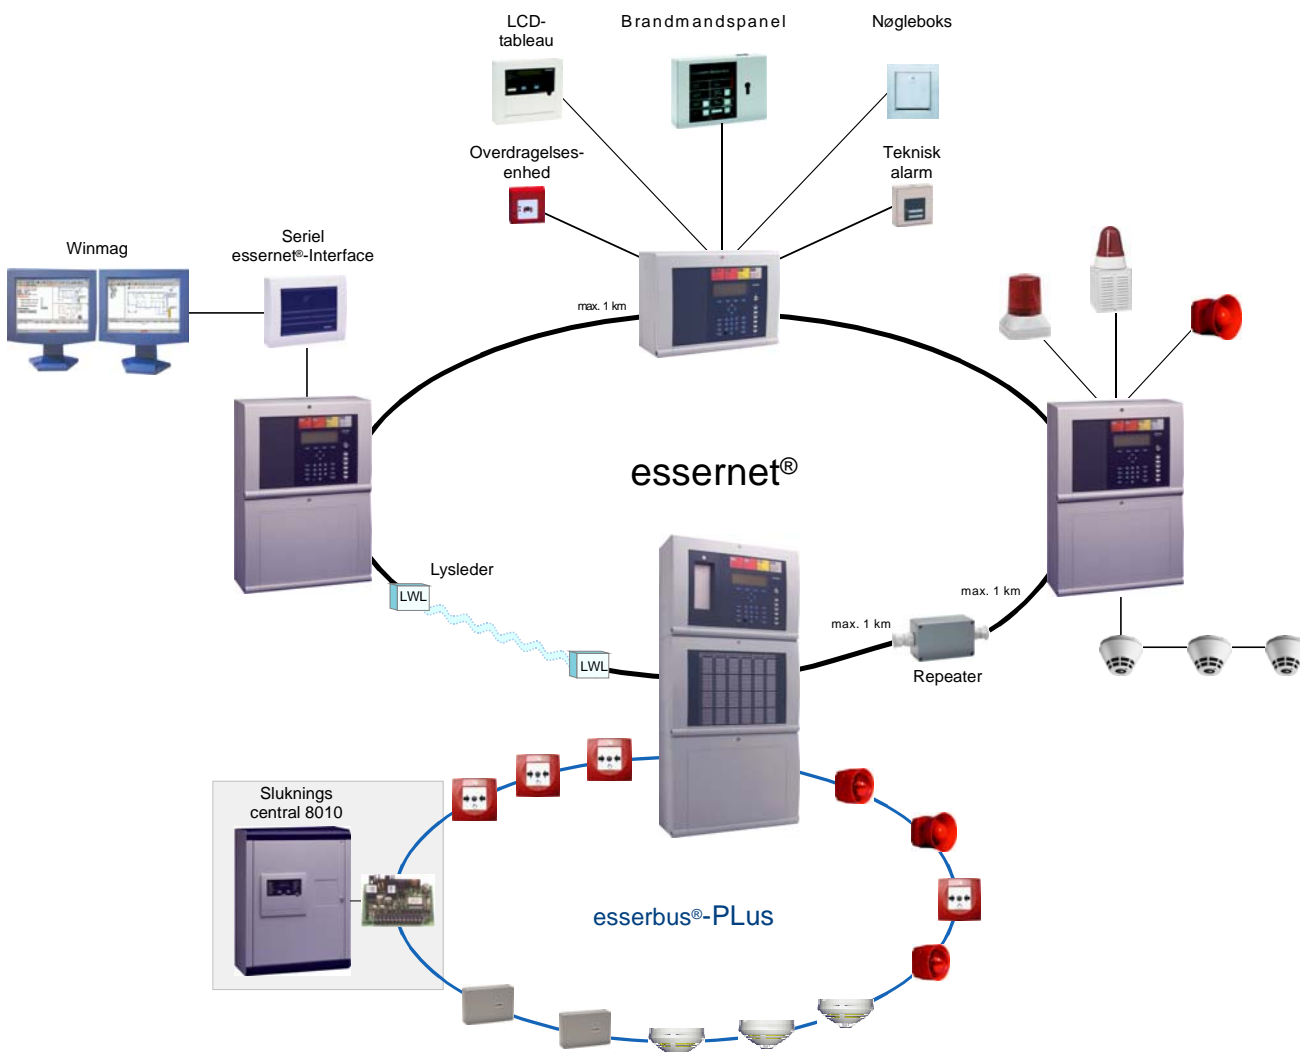 LCD-
tableau
Brandmandspanel
Nøgleboks
Overdragelses-
enhed
Teknisk
alarm
Winmag
Seriel
essernet®-Interface
max. 1 km
essernet®
Lysleder
LWL
LWL
max. 1 km
max. 1 km
Repeater
Sluknings
central 8010
esserbus®-PLus